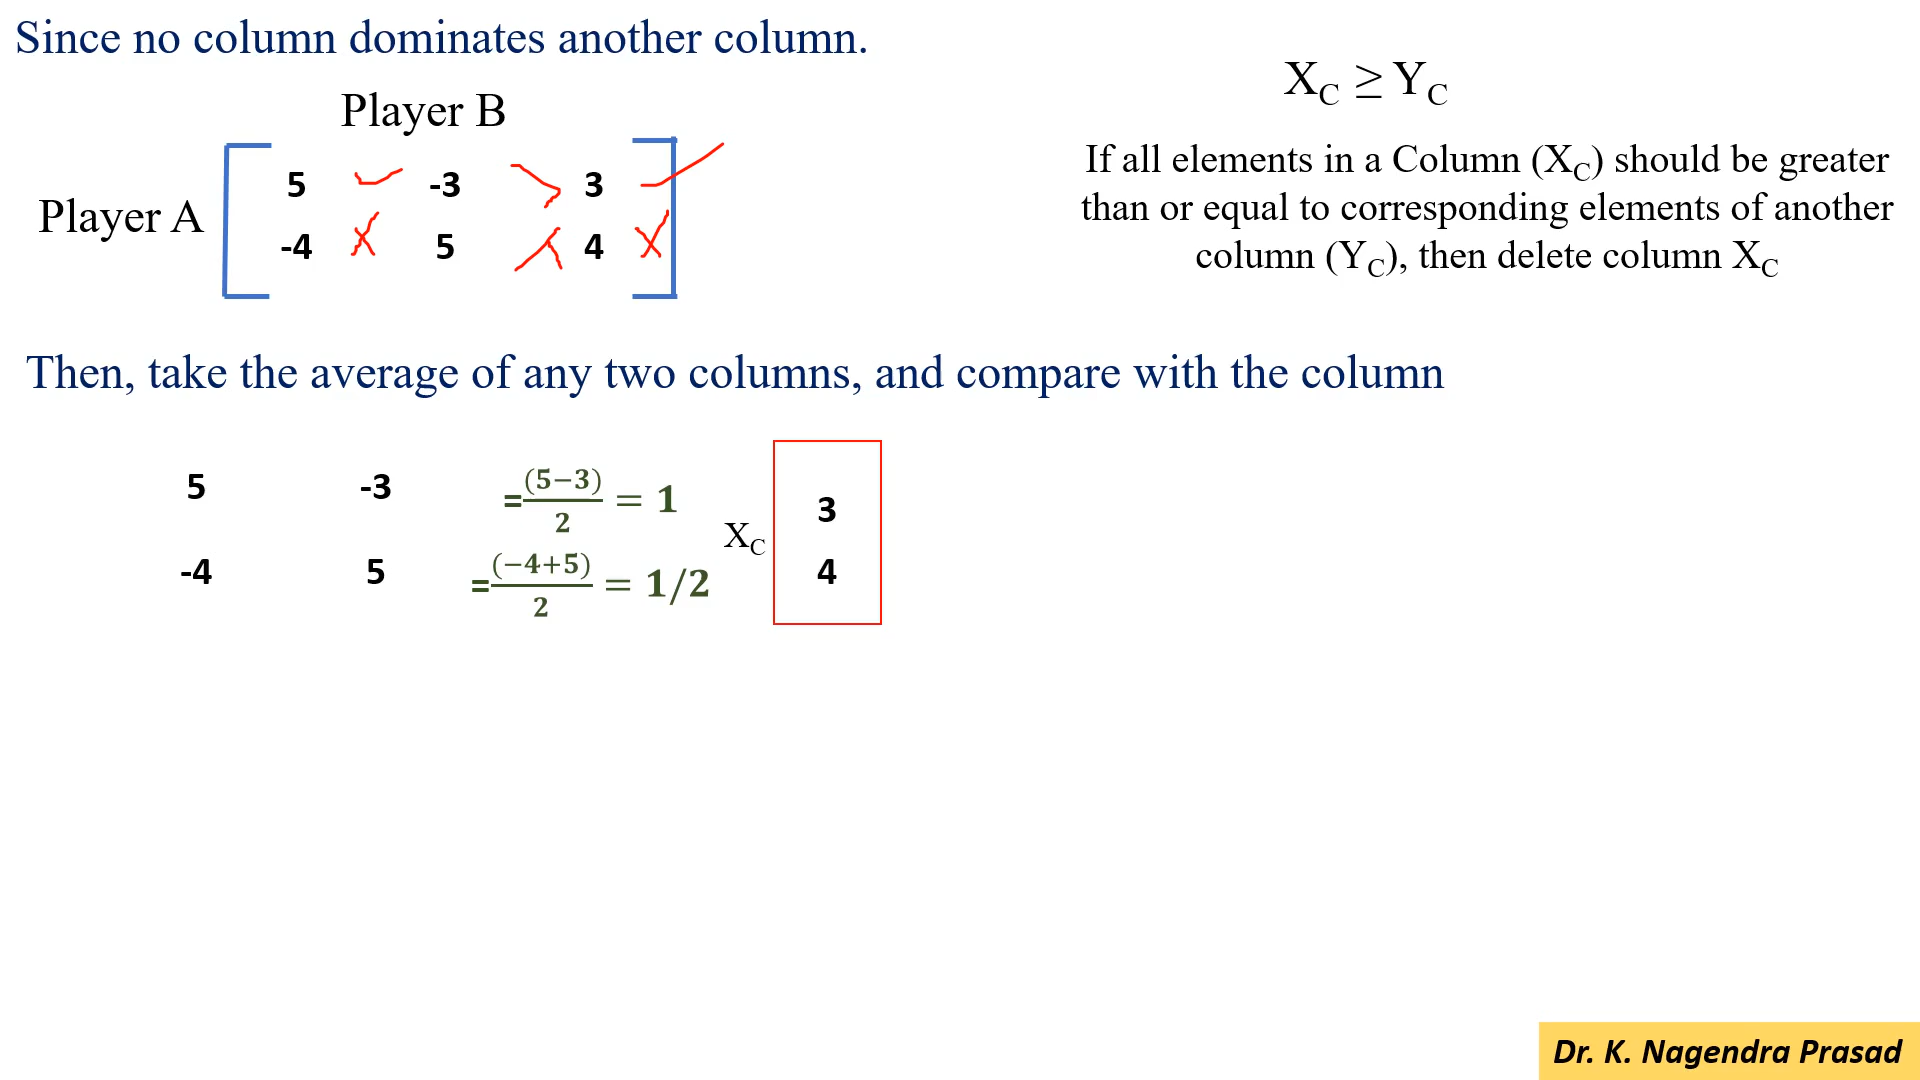 Since no column dominates another column.
Player B
X_C ≥ Y_C
If all elements in a Column (X_C) should be greater
than or equal to corresponding elements of another
column (Y_C), then delete column X_C
5 -3 3
Player A
-4 5 4
Then, take the average of any two columns, and compare with the column
5 -3 =(5−3)/2 = 1
X_C
3
-4 5 =(−4+5)/2 = 1/2
4
Dr. K. Nagendra Prasad